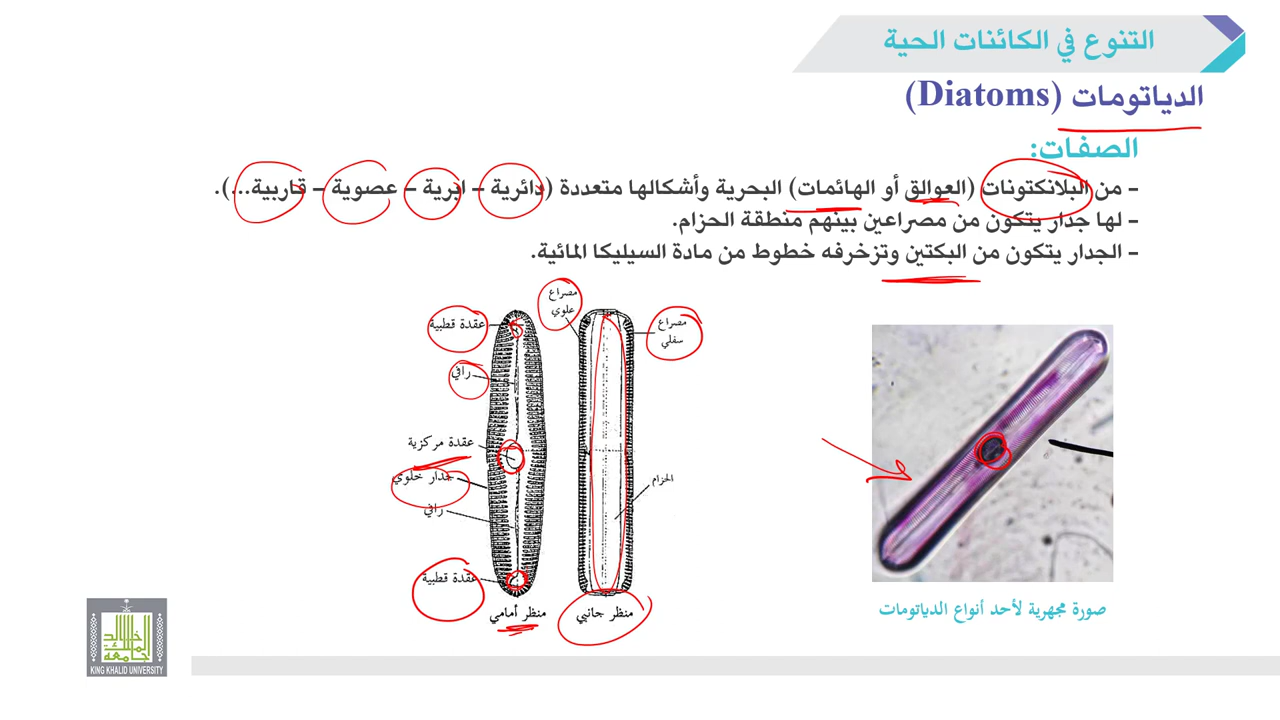 التنوع في الكائنات الحية
الدياتومات (Diatoms)
الصفات:
- من البلانكتونات (العوالق أو الهائمات) البحرية وأشكالها متعددة (دائرية - ابرية - عصوية - قاربية...).
- لها جدار يتكون من مصراعين بينهم منطقة الحزام.
- الجدار يتكون من البكتين وتزخرفه خطوط من مادة السيليكا المائية.
مصراع
علوي
مصراع
سفلي
عقدة قطبية
رافي
عقدة مركزية
جدار خلوي
الحزام
رافي
عقدة قطبية
منظر جانبي
منظر أمامي
صورة مجهرية لأحد أنواع الدياتومات
جامعة الملك خالد
KING KHALID UNIVERSITY